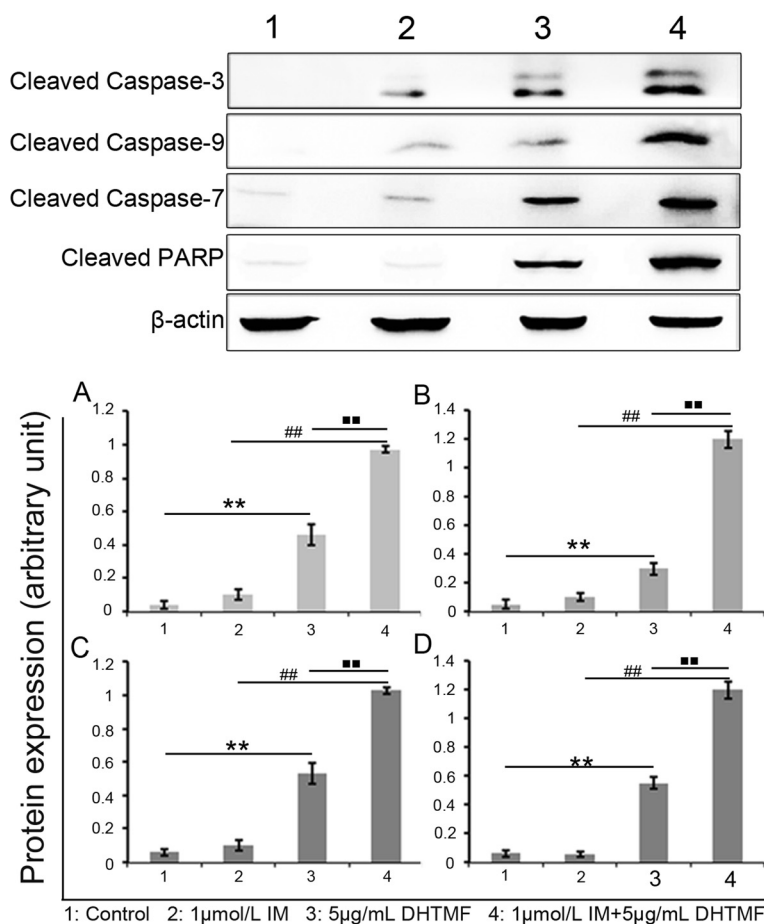 1 2 3 4
Cleaved Caspase-3
Cleaved Caspase-9
Cleaved Caspase-7
Cleaved PARP
β-actin
Protein expression (arbitrary unit)
A
1.2
1
0.8
0.6
0.4
0.2
0
** ## ▪▪
1 2 3 4
B
1.4
1.2
1
0.8
0.6
0.4
0.2
0
** ## ▪▪
1 2 3 4
C
1.2
1
0.8
0.6
0.4
0.2
0
** ## ▪▪
1 2 3 4
D
1.4
1.2
1
0.8
0.6
0.4
0.2
0
** ## ▪▪
1 2 3 4
1: Control 2: 1μmol/L IM 3: 5μg/mL DHTMF 4: 1μmol/L IM+5μg/mL DHTMF